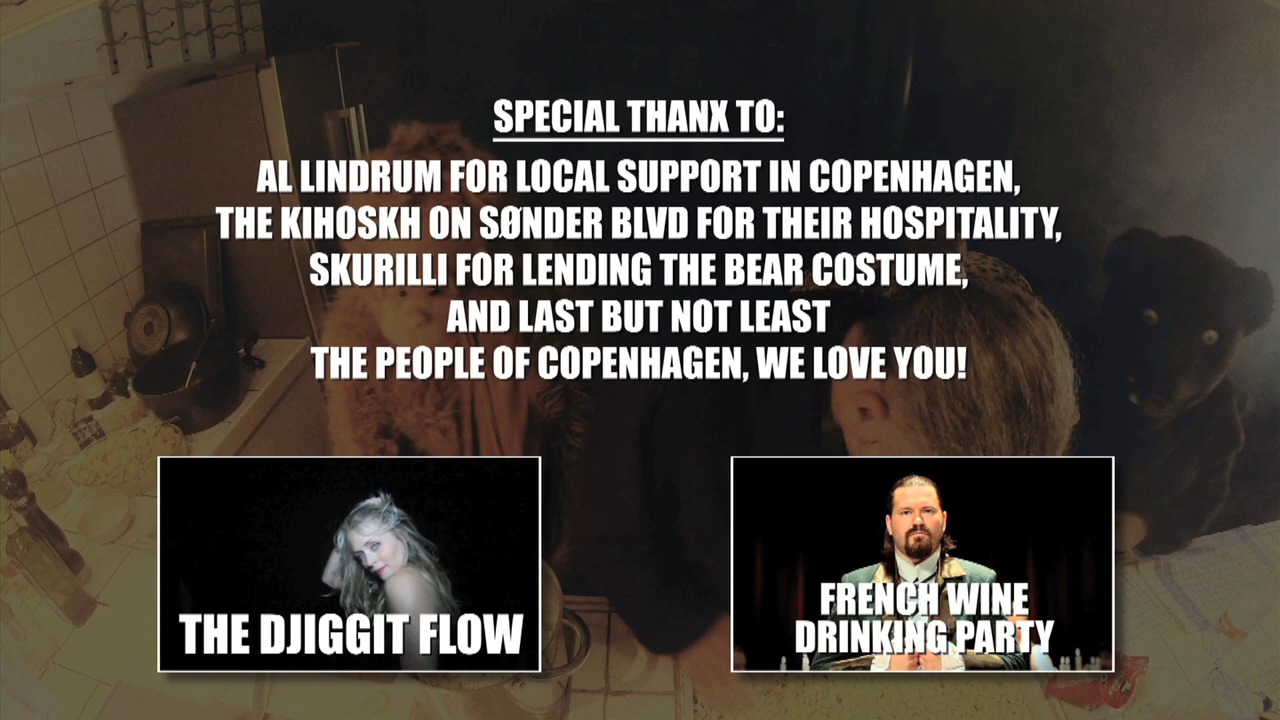 SPECIAL THANX TO:
AL LINDRUM FOR LOCAL SUPPORT IN COPENHAGEN,
THE KIHOSKH ON SØNDER BLVD FOR THEIR HOSPITALITY,
SKURILLI FOR LENDING THE BEAR COSTUME,
AND LAST BUT NOT LEAST
THE PEOPLE OF COPENHAGEN, WE LOVE YOU!
THE DJIGGIT FLOW
FRENCH WINE
DRINKING PARTY